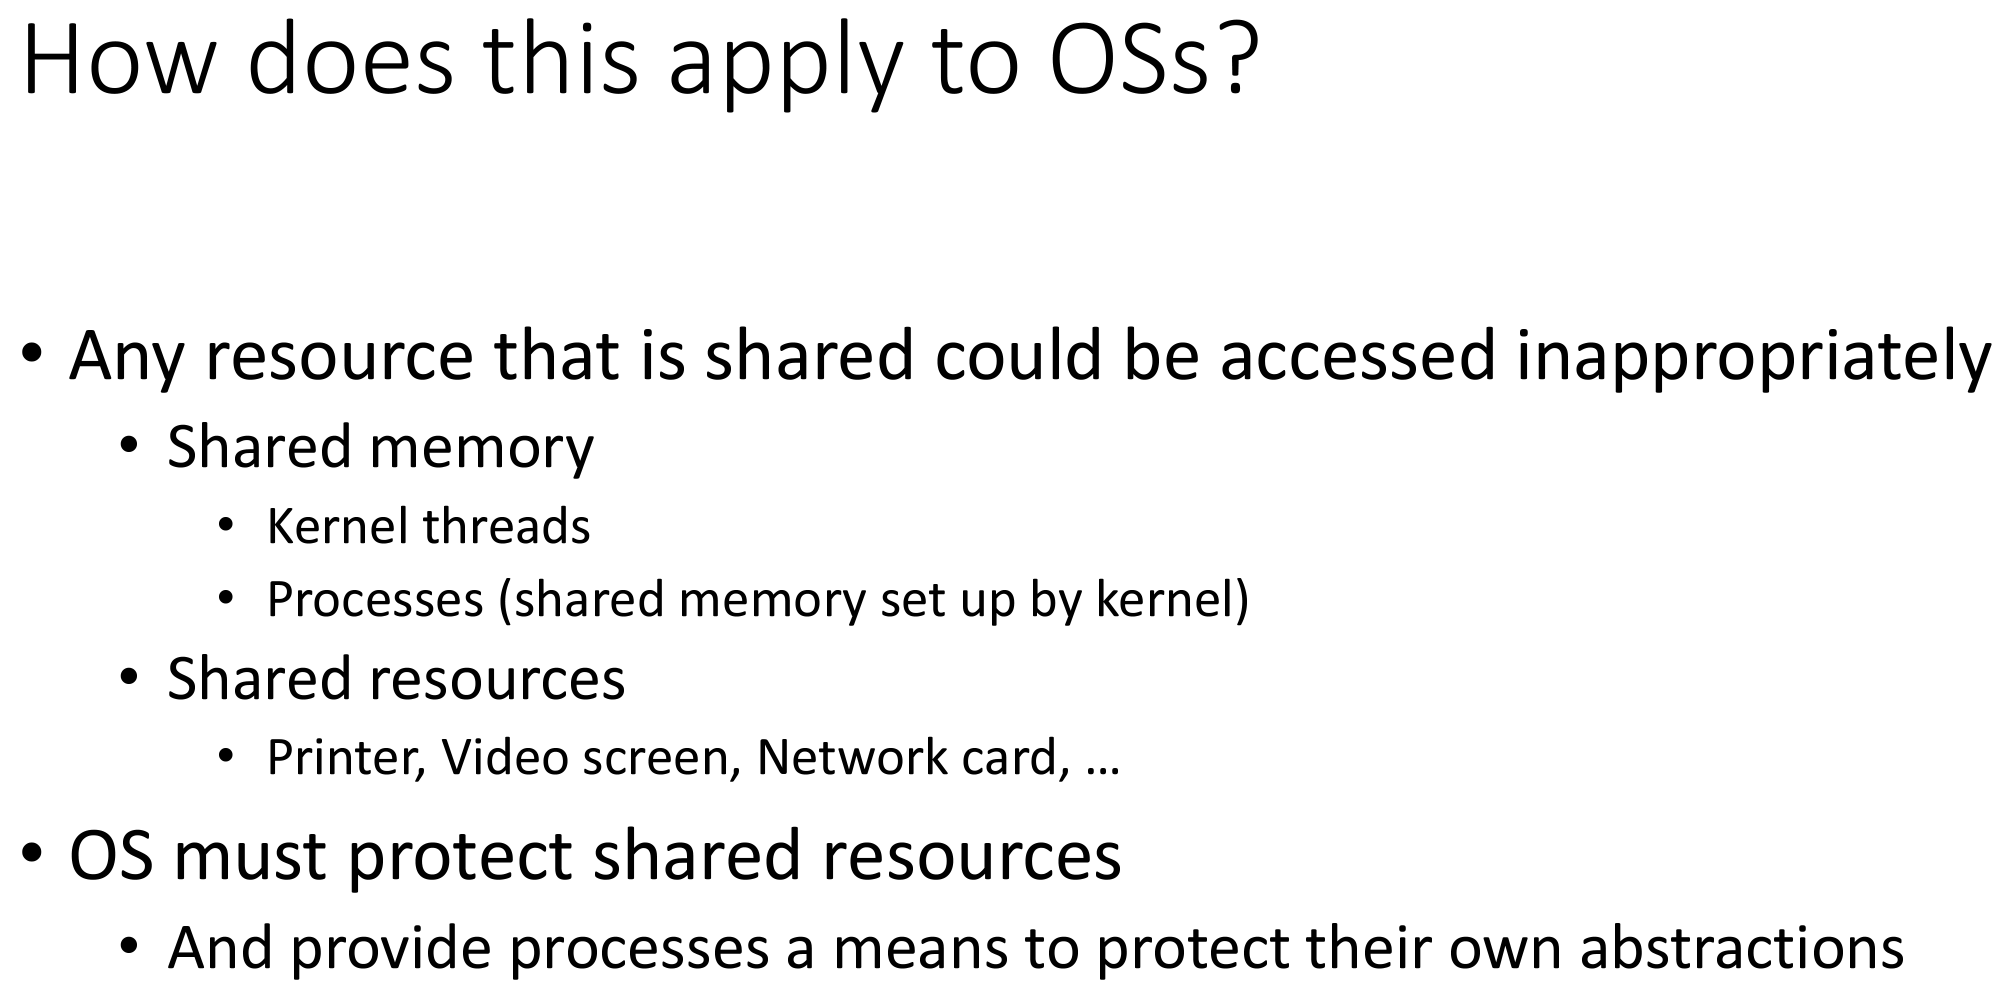 How does this apply to OSs?
• Any resource that is shared could be accessed inappropriately
• Shared memory
• Kernel threads
• Processes (shared memory set up by kernel)
• Shared resources
• Printer, Video screen, Network card, …
• OS must protect shared resources
• And provide processes a means to protect their own abstractions